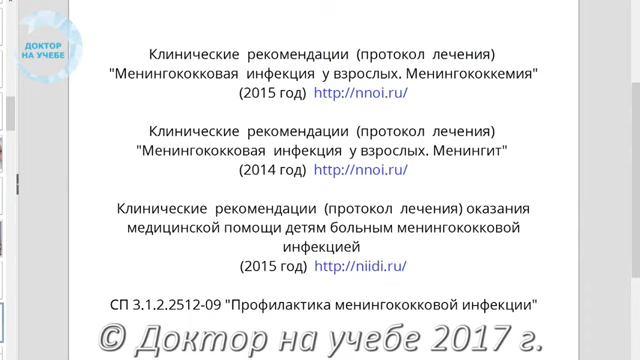 ДОКТОР
НА УЧЕБЕ
Клинические рекомендации (протокол лечения)
"Менингококковая инфекция у взрослых. Менингококкемия"
(2015 год) http://nnoi.ru/
Клинические рекомендации (протокол лечения)
"Менингококковая инфекция у взрослых. Менингит"
(2014 год) http://nnoi.ru/
Клинические рекомендации (протокол лечения) оказания
медицинской помощи детям больным менингококковой
инфекцией
(2015 год) http://niidi.ru/
СП 3.1.2.2512-09 "Профилактика менингококковой инфекции"
© Доктор на учебе 2017 г.